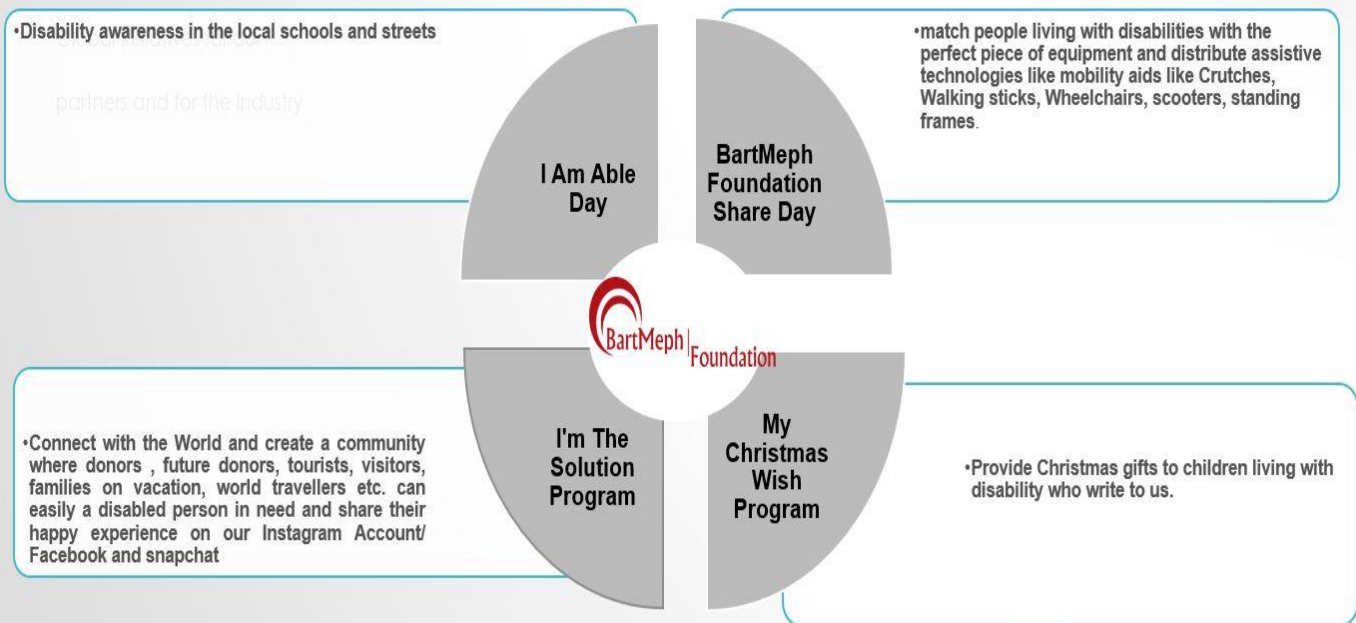 •Disability awareness in the local schools and streets
partners and for the Industry
I Am Able
Day
BartMeph
Foundation
Share Day
•match people living with disabilities with the
perfect piece of equipment and distribute assistive
technologies like mobility aids like Crutches,
Walking sticks, Wheelchairs, scooters, standing
frames.
BartMeph|
Foundation
•Connect with the World and create a community
where donors , future donors, tourists, visitors,
families on vacation, world travellers etc. can
easily a disabled person in need and share their
happy experience on our Instagram Account/
Facebook and snapchat
I'm The
Solution
Program
My
Christmas
Wish
Program
•Provide Christmas gifts to children living with
disability who write to us.